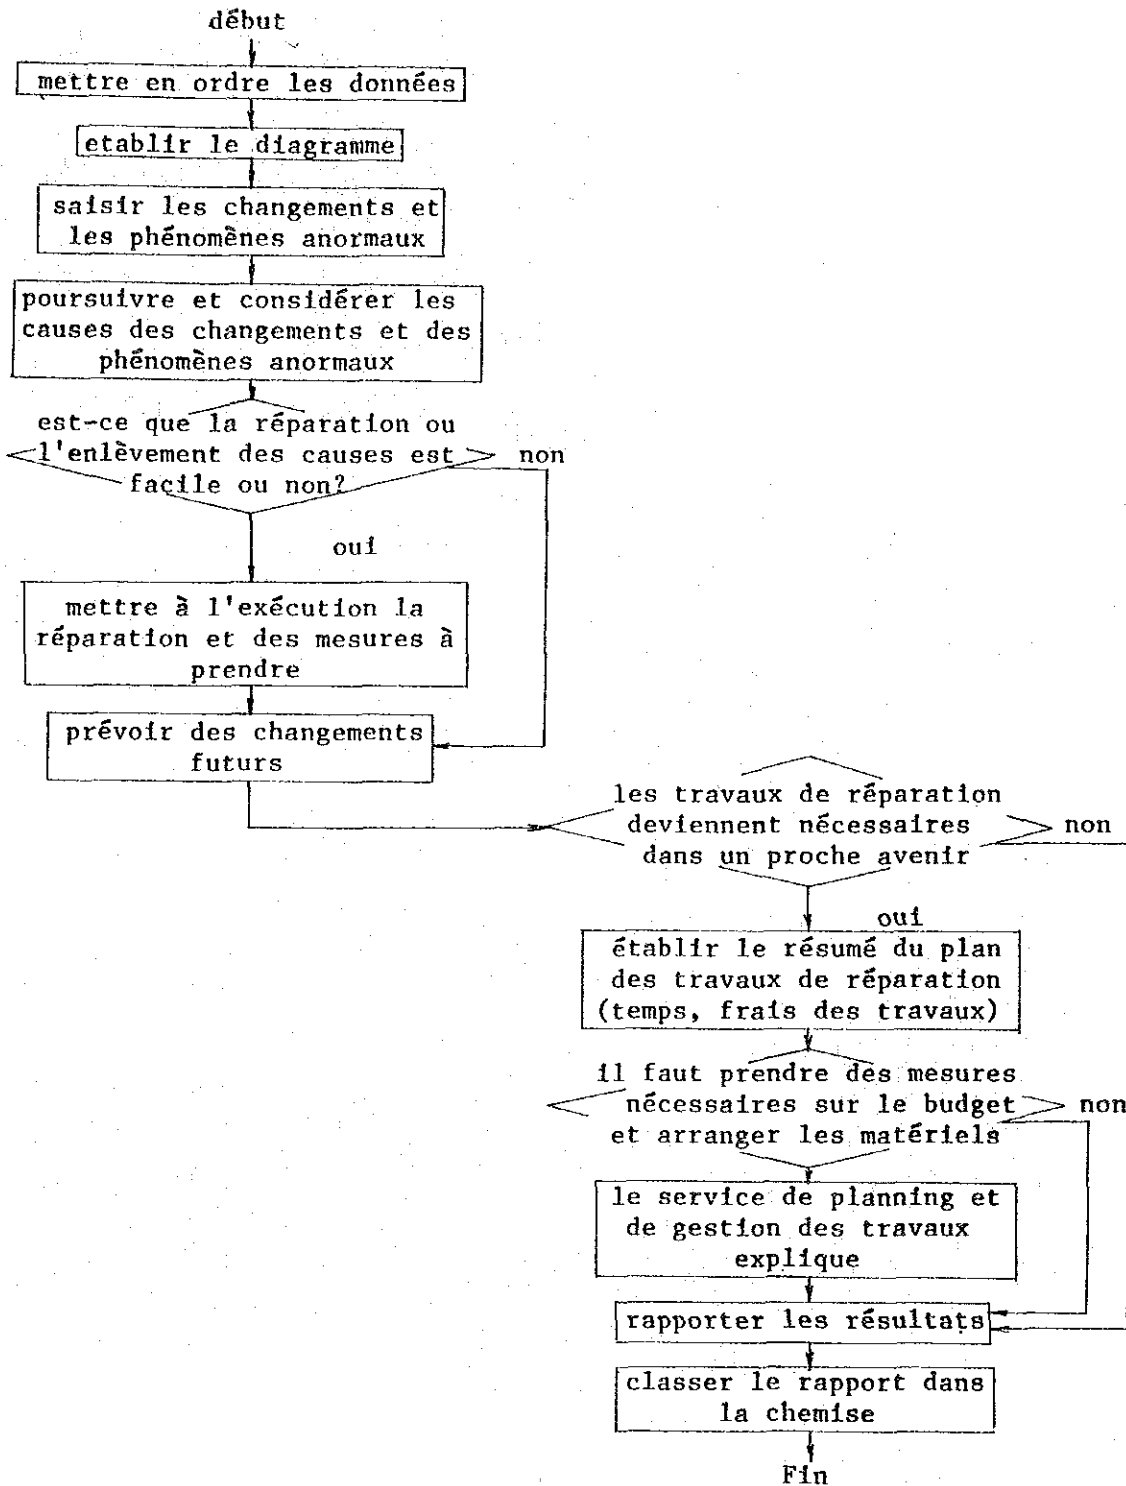 début
mettre en ordre les données
etablir le diagramme
saisir les changements et
les phénomènes anormaux
poursuivre et considérer les
causes des changements et des
phénomènes anormaux
est-ce que la réparation ou
l'enlèvement des causes est
facile ou non?
non
oui
mettre à l'exécution la
réparation et des mesures à
prendre
prévoir des changements
futurs
les travaux de réparation
deviennent nécessaires
dans un proche avenir
non
oui
établir le résumé du plan
des travaux de réparation
(temps, frais des travaux)
il faut prendre des mesures
nécessaires sur le budget
et arranger les matériels
non
le service de planning et
de gestion des travaux
explique
rapporter les résultats
classer le rapport dans
la chemise
Fin